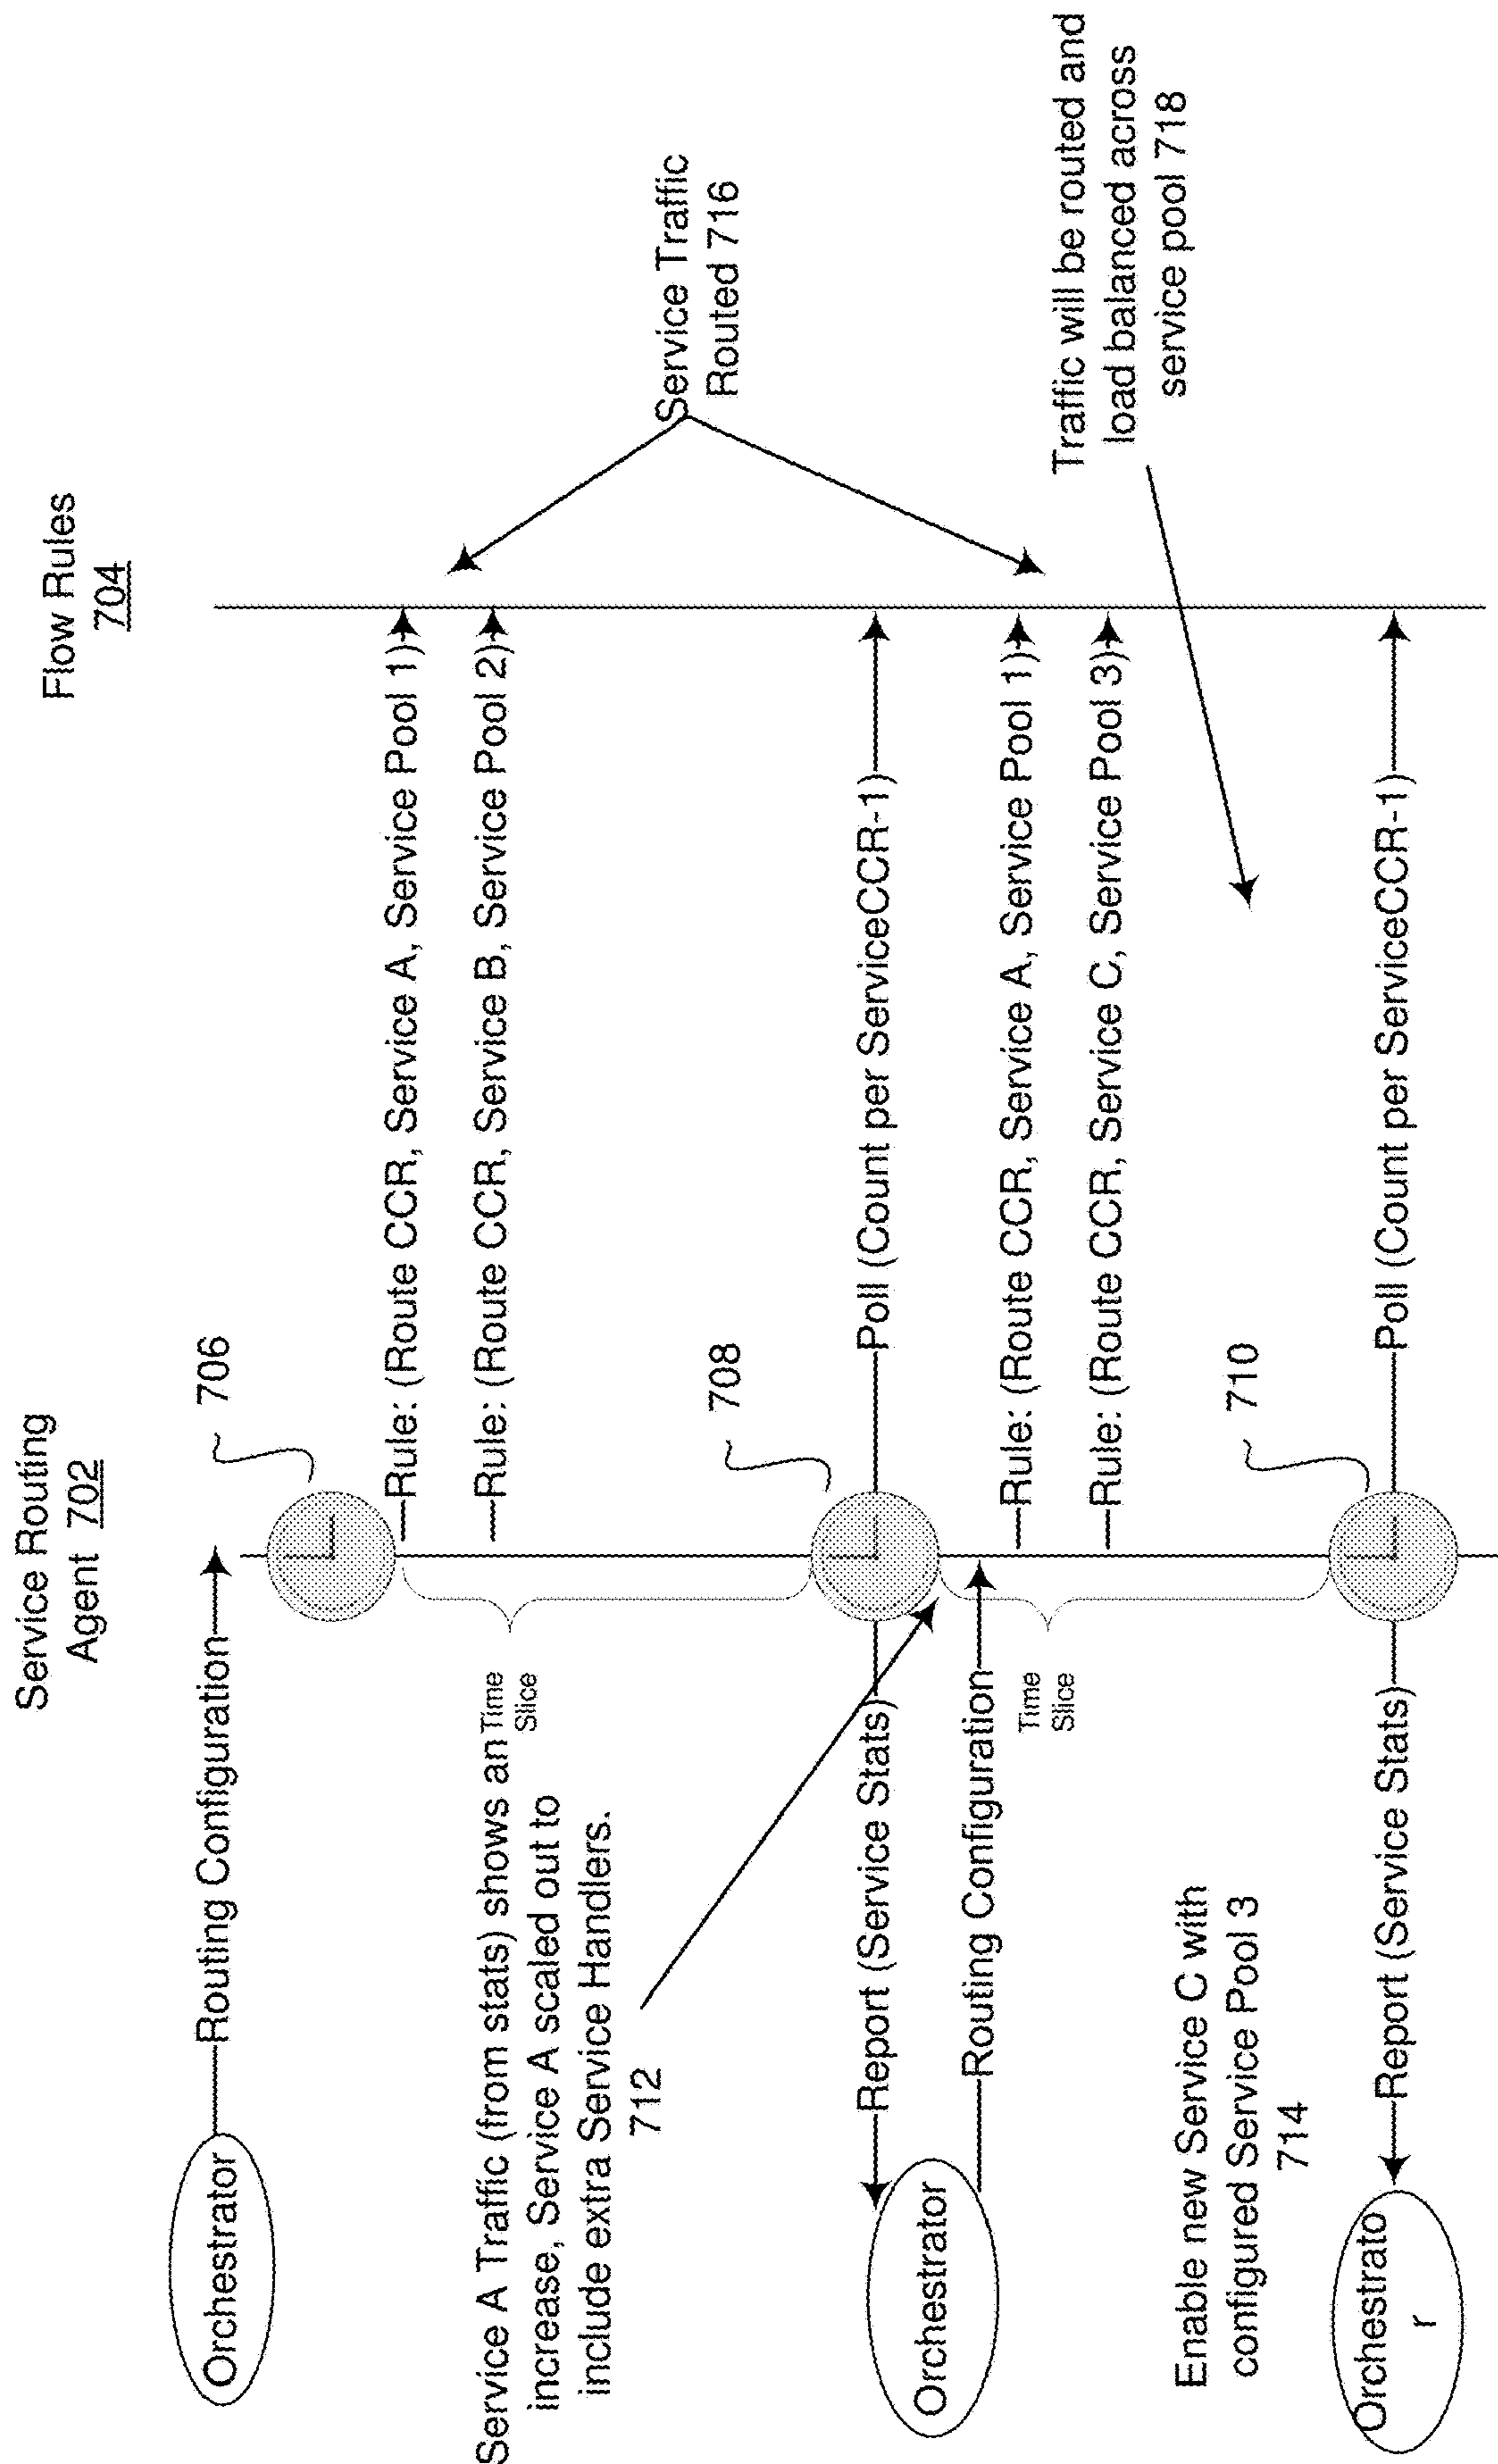 Service Routing
Agent 702
Flow Rules
704
Orchestrator
Routing Configuration
706
Rule: (Route CCR, Service A, Service Pool 1)
Rule: (Route CCR, Service B, Service Pool 2)
Service Traffic
Routed 716
Service A Traffic (from stats) shows an
increase, Service A scaled out to
include extra Service Handlers.
712
Time
Slice
708
Report (Service Stats)
Poll (Count per ServiceCCR-1)
Orchestrator
Routing Configuration
Time
Slice
Rule: (Route CCR, Service A, Service Pool 1)
Rule: (Route CCR, Service C, Service Pool 3)
Traffic will be routed and
load balanced across
service pool 718
Enable new Service C with
configured Service Pool 3
714
710
Orchestrato
r
Report (Service Stats)
Poll (Count per ServiceCCR-1)